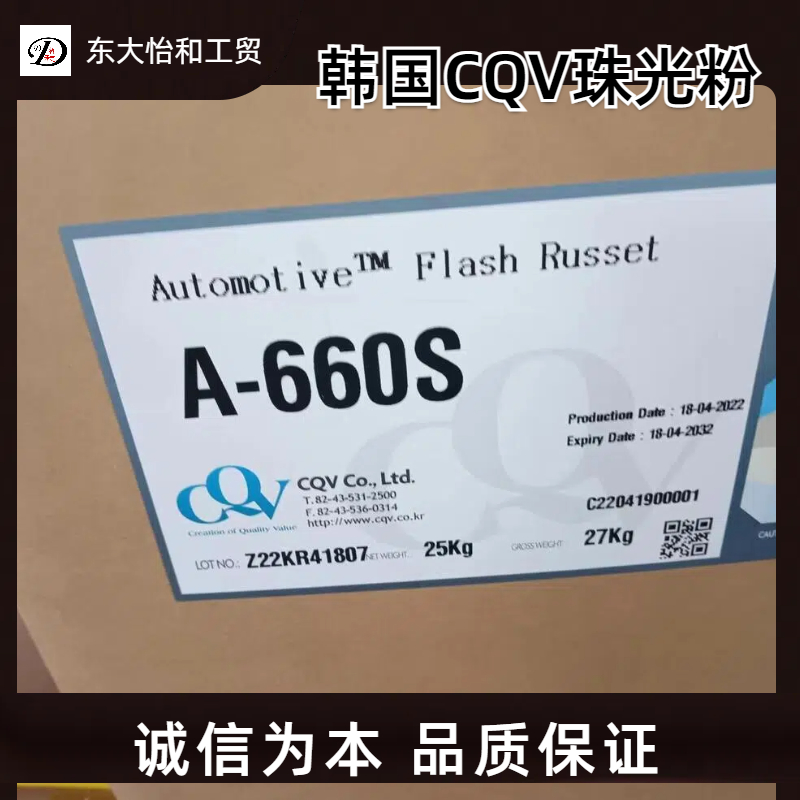 东大怡和工贸
韩国CQV珠光粉
Automotive™ Flash Russet
A-660S
Production Date : 18-04-2022
Expiry Date : 18-04-2032
CQV
Creation of Quality Value
CQV Co., Ltd.
T. 82-43-531-2500
F. 82-43-536-0314
http://www.cqv.co.kr
C22041900001
LOT NO.: Z22KR41807 NET WEIGHT: 25Kg GROSS WEIGHT: 27Kg
CAU
诚信为本 品质保证